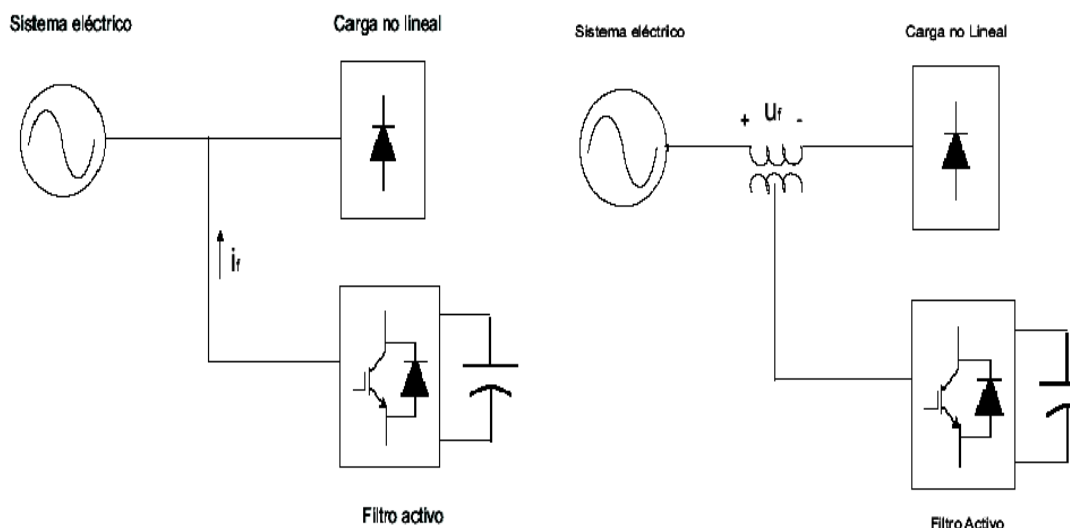 Sistema eléctrico
Carga no lineal
if
Filtro activo
Sistema eléctrico
Carga no Lineal
+ uf -
Filtro Activo